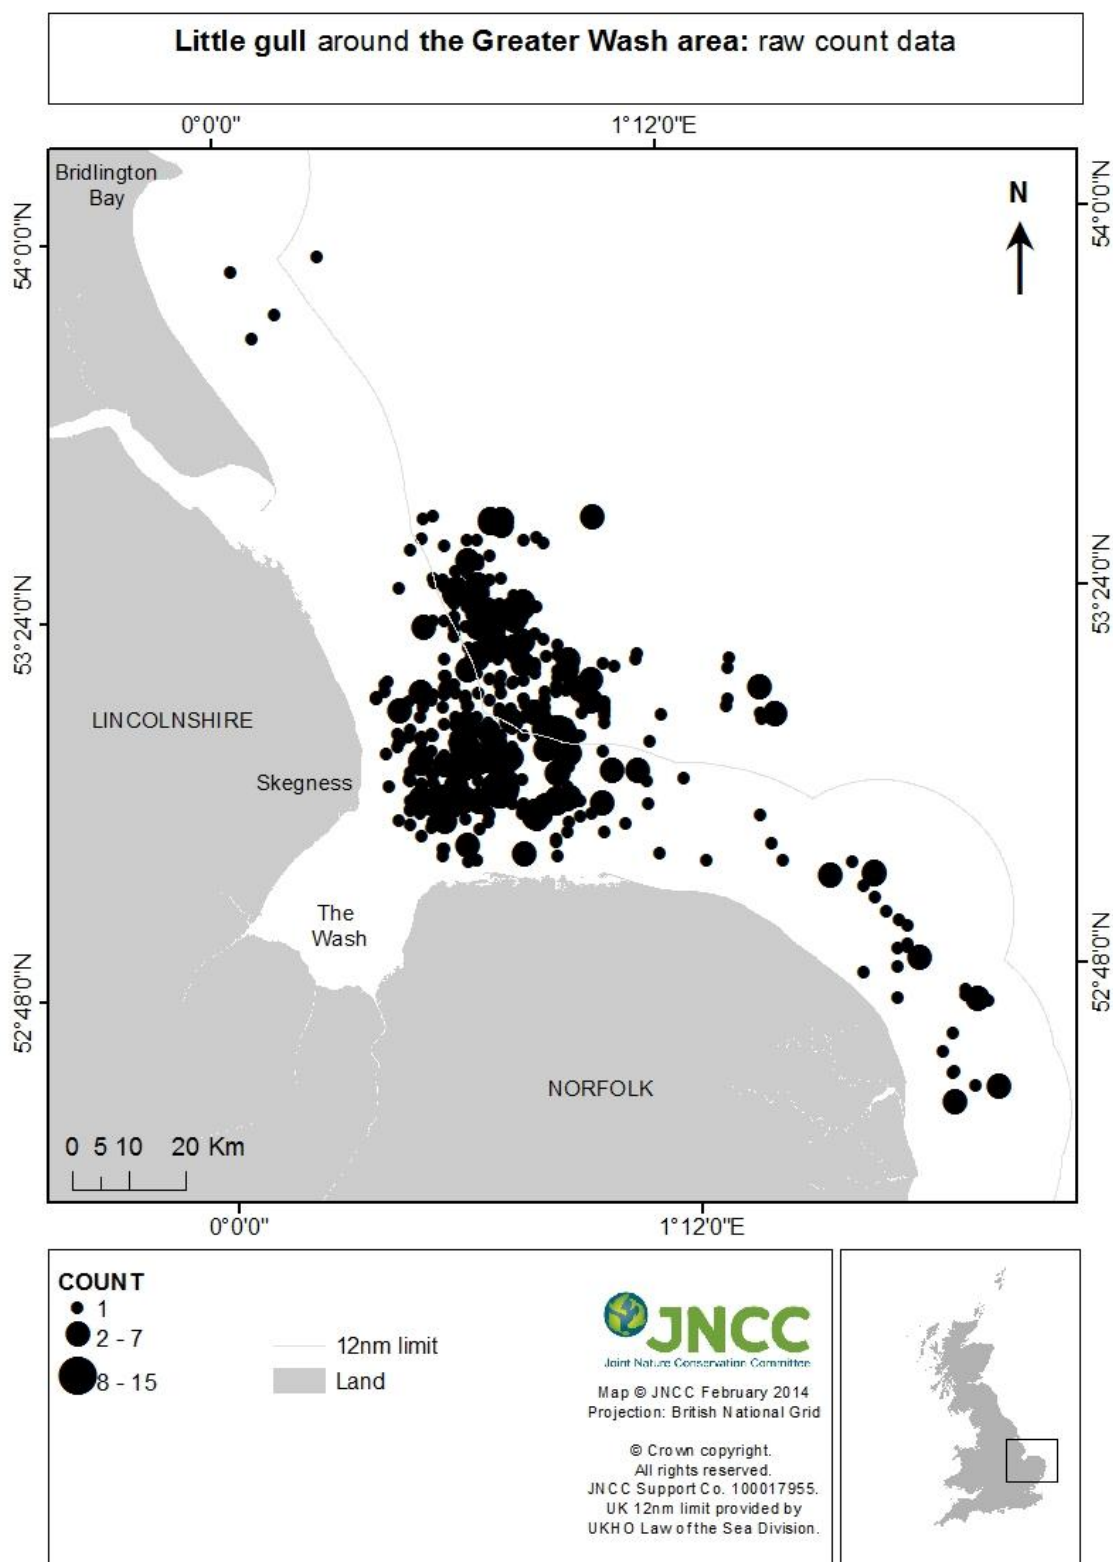 Little gull around the Greater Wash area: raw count data
0°0'0" 1°12'0"E
Bridlington
Bay
N
54°0'0"N
54°0'0"N
53°24'0"N
53°24'0"N
LINCOLNSHIRE
Skegness
The
Wash
52°48'0"N
52°48'0"N
NORFOLK
0 5 10 20 Km
0°0'0" 1°12'0"E
COUNT
1
2 - 7
8 - 15
12nm limit
Land
JNCC
Joint Nature Conservation Committee
Map © JNCC February 2014
Projection: British National Grid
© Crown copyright.
All rights reserved.
JNCC Support Co. 100017955.
UK 12nm limit provided by
UKHO Law of the Sea Division.